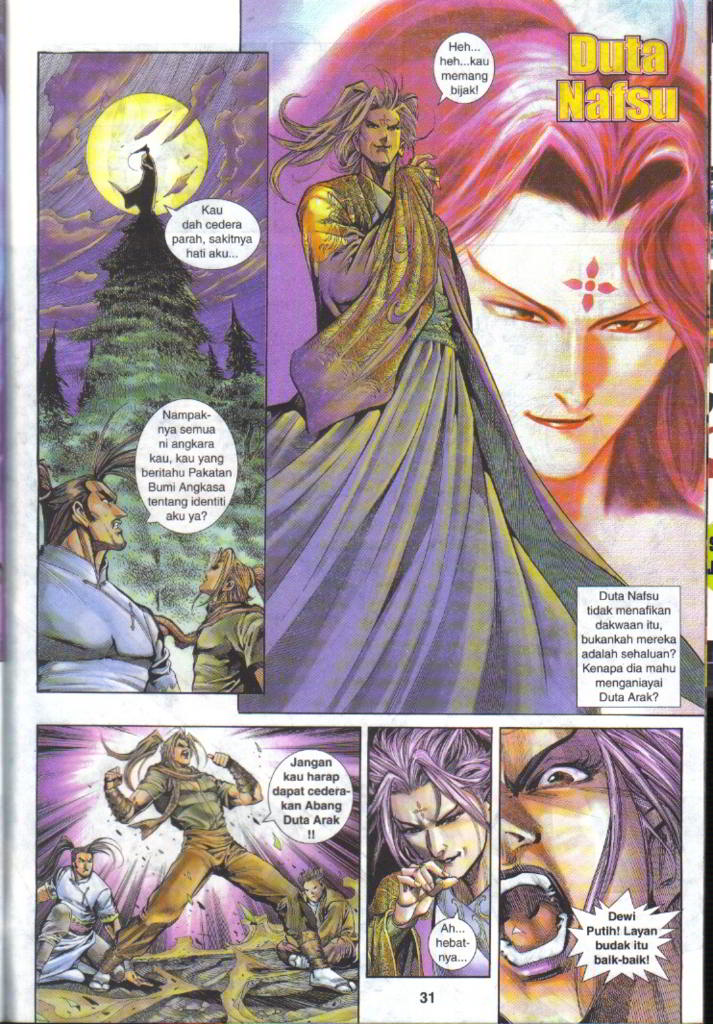 Kau
dah cedera
parah, sakitnya
hati aku...
Nampak-
nya semua
ni angkara
kau, kau yang
beritahu Pakatan
Bumi Angkasa
tentang identiti
aku ya?
Heh...
heh...kau
memang
bijak!
Duta
Nafsu
Duta Nafsu
tidak menafikan
dakwaan itu,
bukankah mereka
adalah sehaluan?
Kenapa dia mahu
menganiayai
Duta Arak?
Jangan
kau harap
dapat cedera-
kan Abang
Duta Arak
!!
Ah...
hebat-
nya...
Dewi
Putih! Layan
budak itu
baik-baik!
31